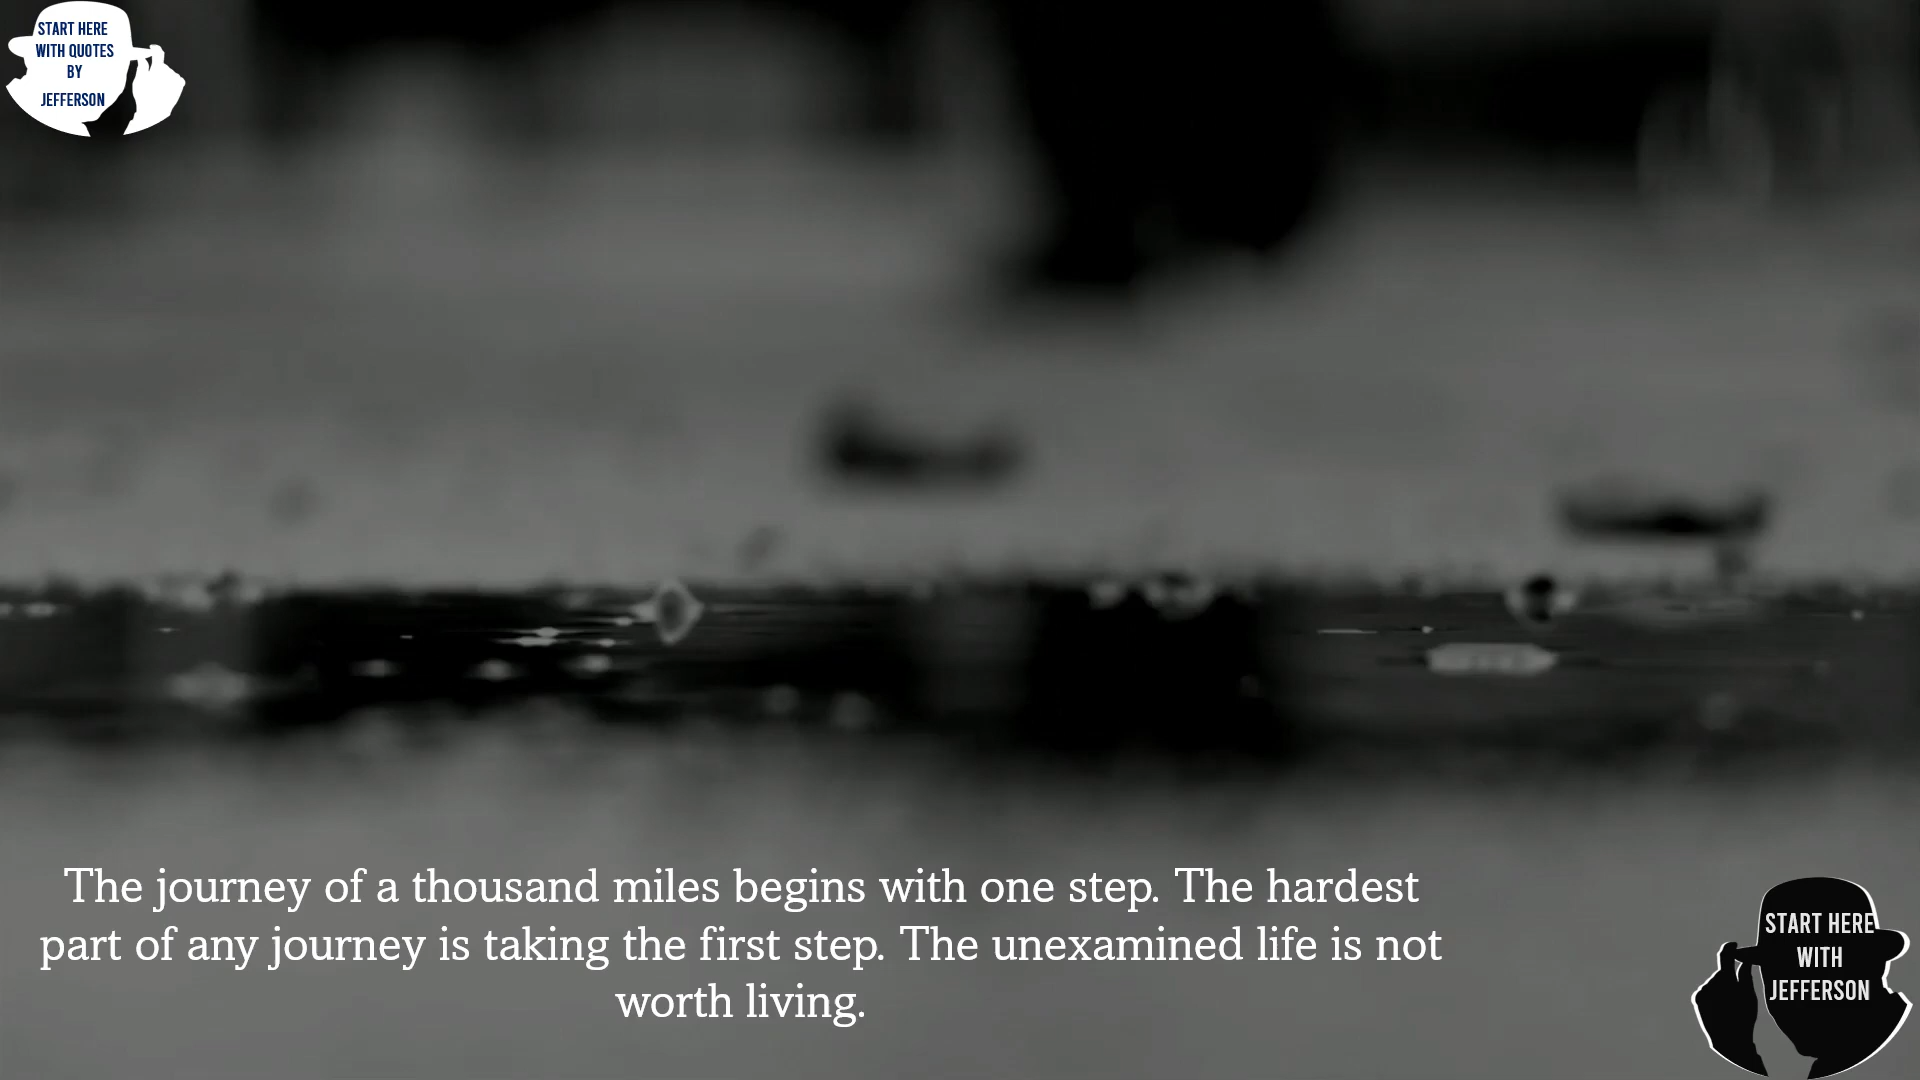 START HERE
WITH QUOTES
BY
JEFFERSON
The journey of a thousand miles begins with one step. The hardest
part of any journey is taking the first step. The unexamined life is not
worth living.
START HERE
WITH
JEFFERSON